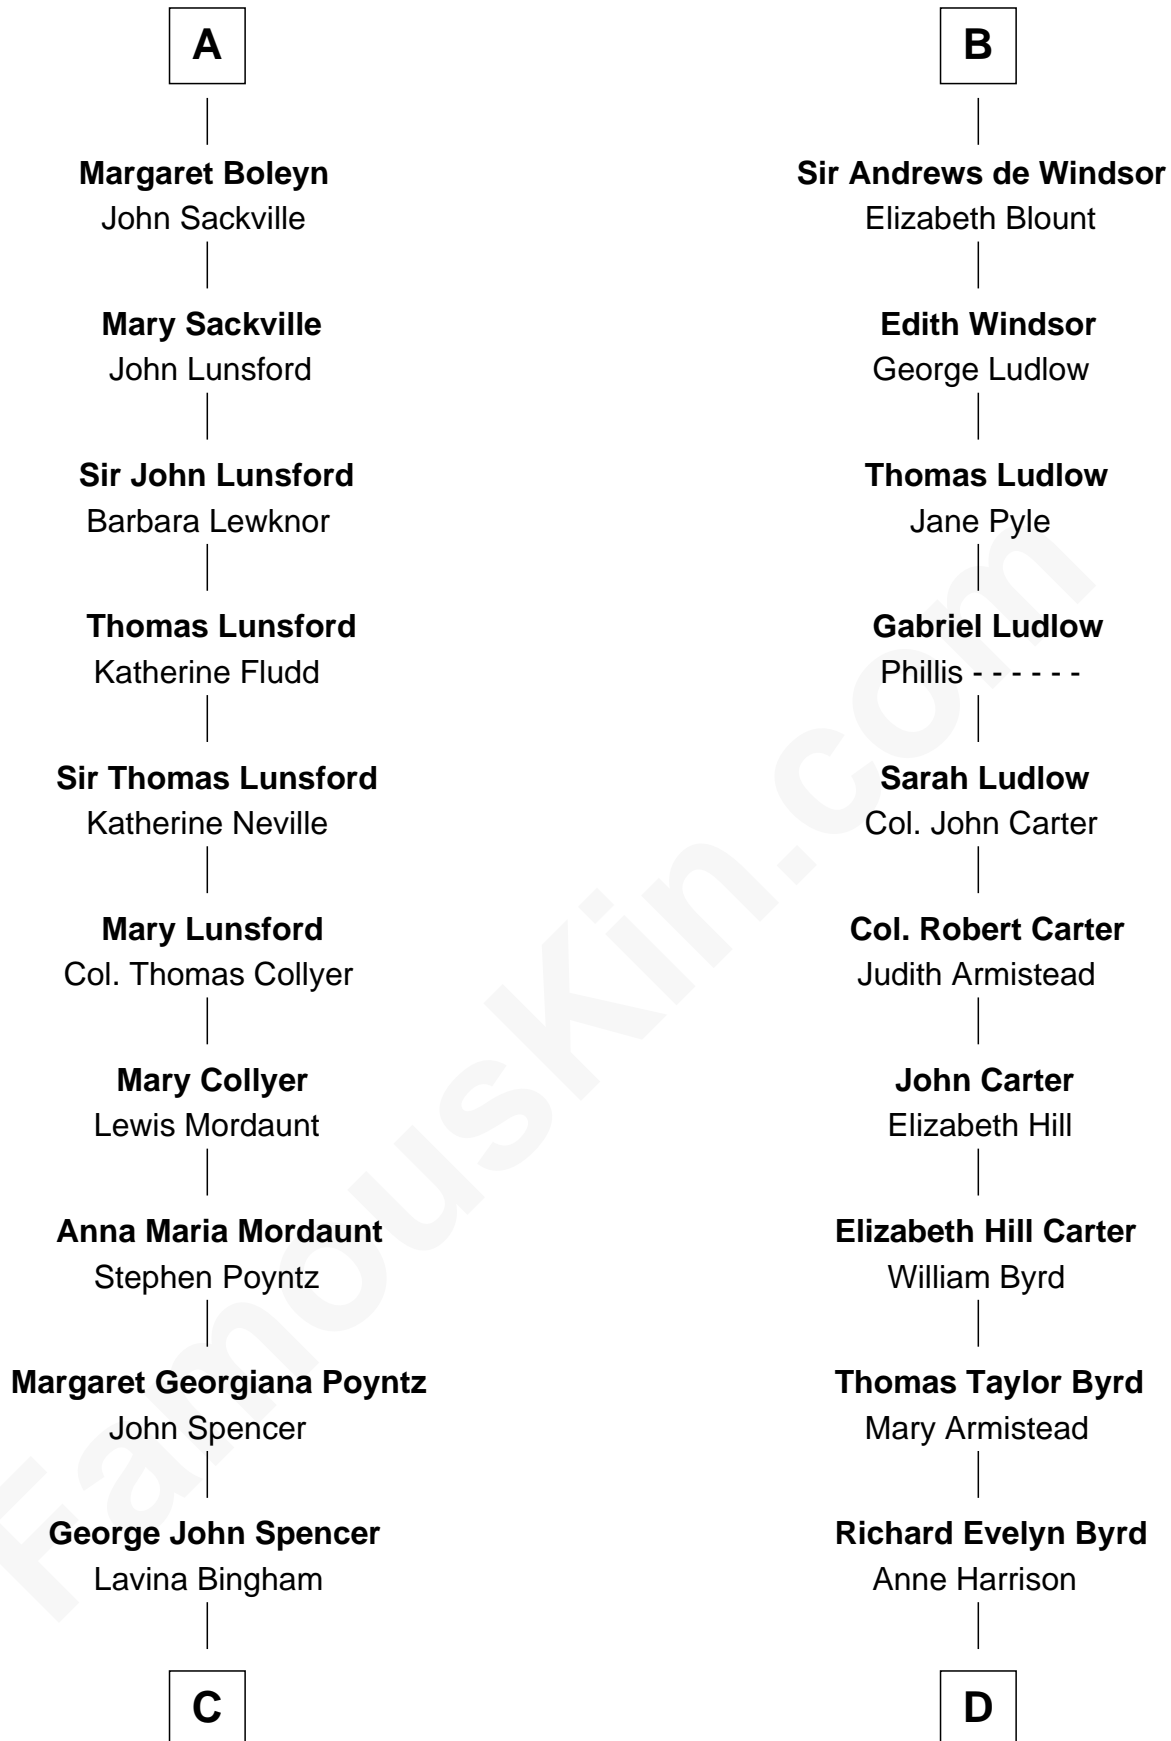 A
Margaret Boleyn
John Sackville
Mary Sackville
John Lunsford
Sir John Lunsford
Barbara Lewknor
Thomas Lunsford
Katherine Fludd
Sir Thomas Lunsford
Katherine Neville
Mary Lunsford
Col. Thomas Collyer
Mary Collyer
Lewis Mordaunt
Anna Maria Mordaunt
Stephen Poyntz
Margaret Georgiana Poyntz
John Spencer
George John Spencer
Lavina Bingham
C
B
Sir Andrews de Windsor
Elizabeth Blount
Edith Windsor
George Ludlow
Thomas Ludlow
Jane Pyle
Gabriel Ludlow
Phillis - - - - - -
Sarah Ludlow
Col. John Carter
Col. Robert Carter
Judith Armistead
John Carter
Elizabeth Hill
Elizabeth Hill Carter
William Byrd
Thomas Taylor Byrd
Mary Armistead
Richard Evelyn Byrd
Anne Harrison
D
FamousKin.com